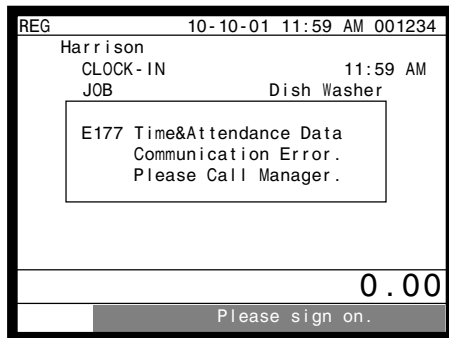 REG 10-10-01 11:59 AM 001234
Harrison
CLOCK-IN 11:59 AM
JOB Dish Washer
E177 Time&Attendance Data
Communication Error.
Please Call Manager.
0.00
Please sign on.